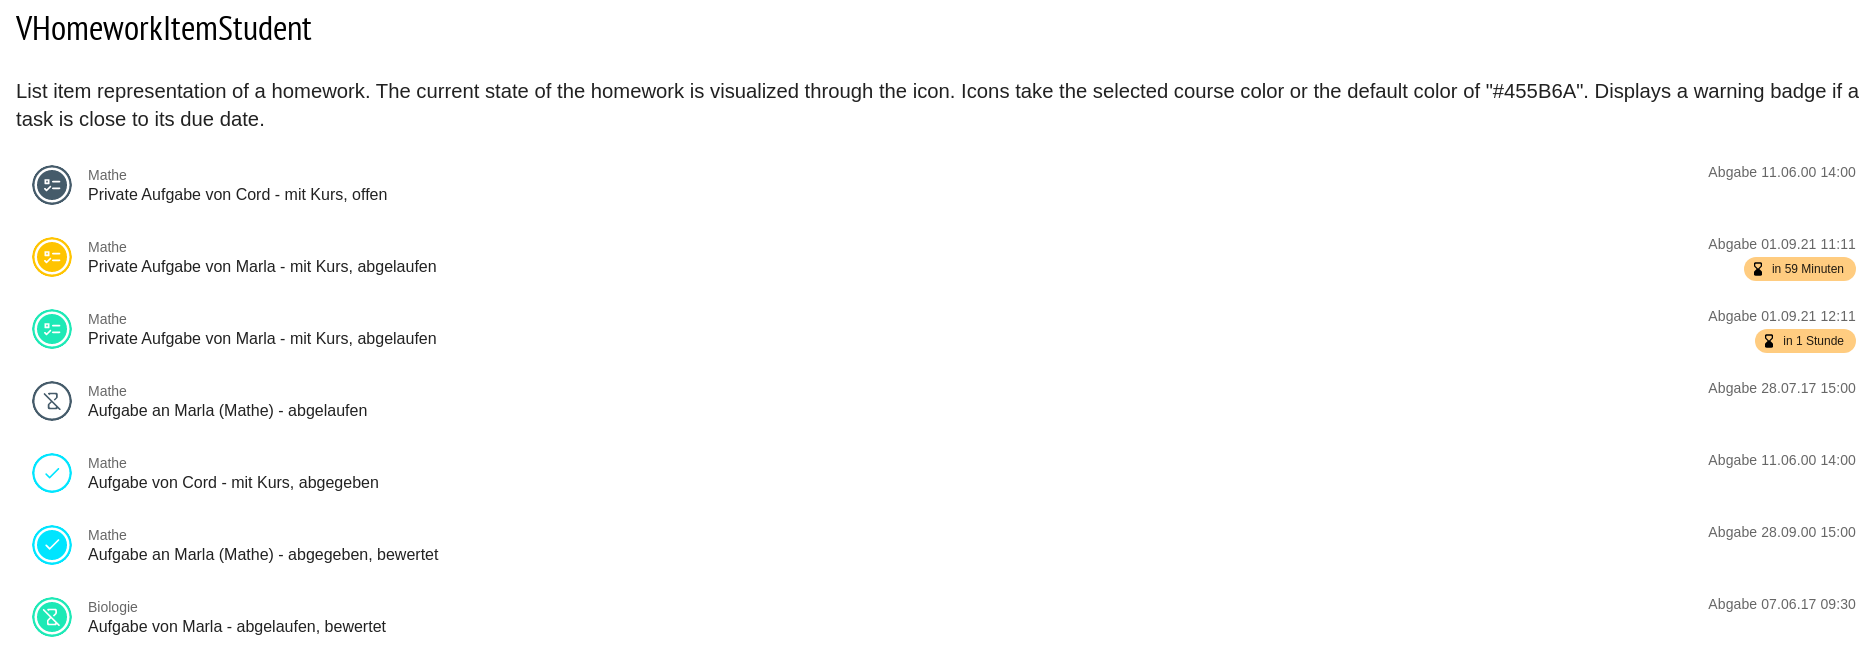 VHomeworkItemStudent
List item representation of a homework. The current state of the homework is visualized through the icon. Icons take the selected course color or the default color of "#455B6A". Displays a warning badge if a
task is close to its due date.
Mathe
Private Aufgabe von Cord - mit Kurs, offen
Abgabe 11.06.00 14:00
Mathe
Private Aufgabe von Marla - mit Kurs, abgelaufen
Abgabe 01.09.21 11:11
in 59 Minuten
Mathe
Private Aufgabe von Marla - mit Kurs, abgelaufen
Abgabe 01.09.21 12:11
in 1 Stunde
Mathe
Aufgabe an Marla (Mathe) - abgelaufen
Abgabe 28.07.17 15:00
Mathe
Aufgabe von Cord - mit Kurs, abgegeben
Abgabe 11.06.00 14:00
Mathe
Aufgabe an Marla (Mathe) - abgegeben, bewertet
Abgabe 28.09.00 15:00
Biologie
Aufgabe von Marla - abgelaufen, bewertet
Abgabe 07.06.17 09:30